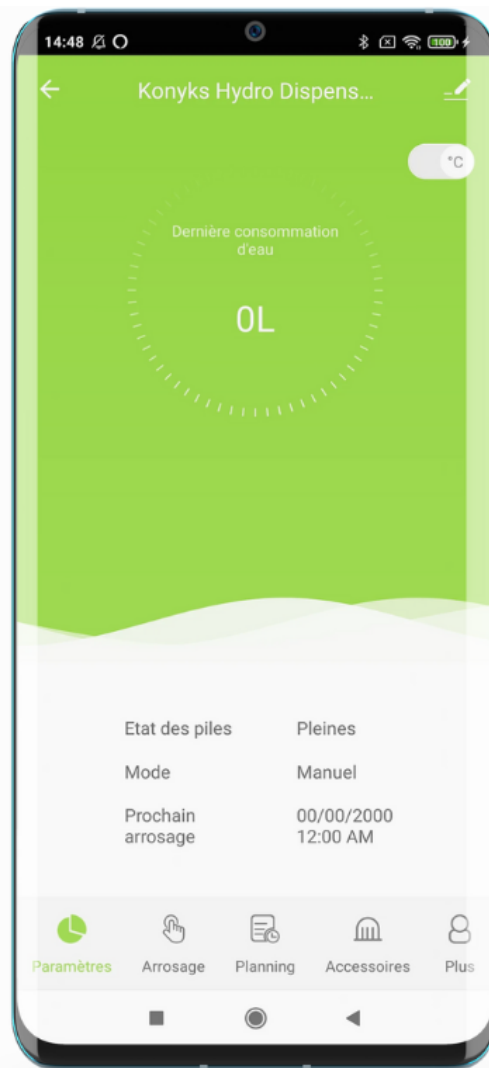 14:48
100
Konyks Hydro Dispens...
°C
Dernière consommation
d'eau
0L
Etat des piles Pleines
Mode Manuel
Prochain 00/00/2000
arrosage 12:00 AM
Paramètres Arrosage Planning Accessoires Plus